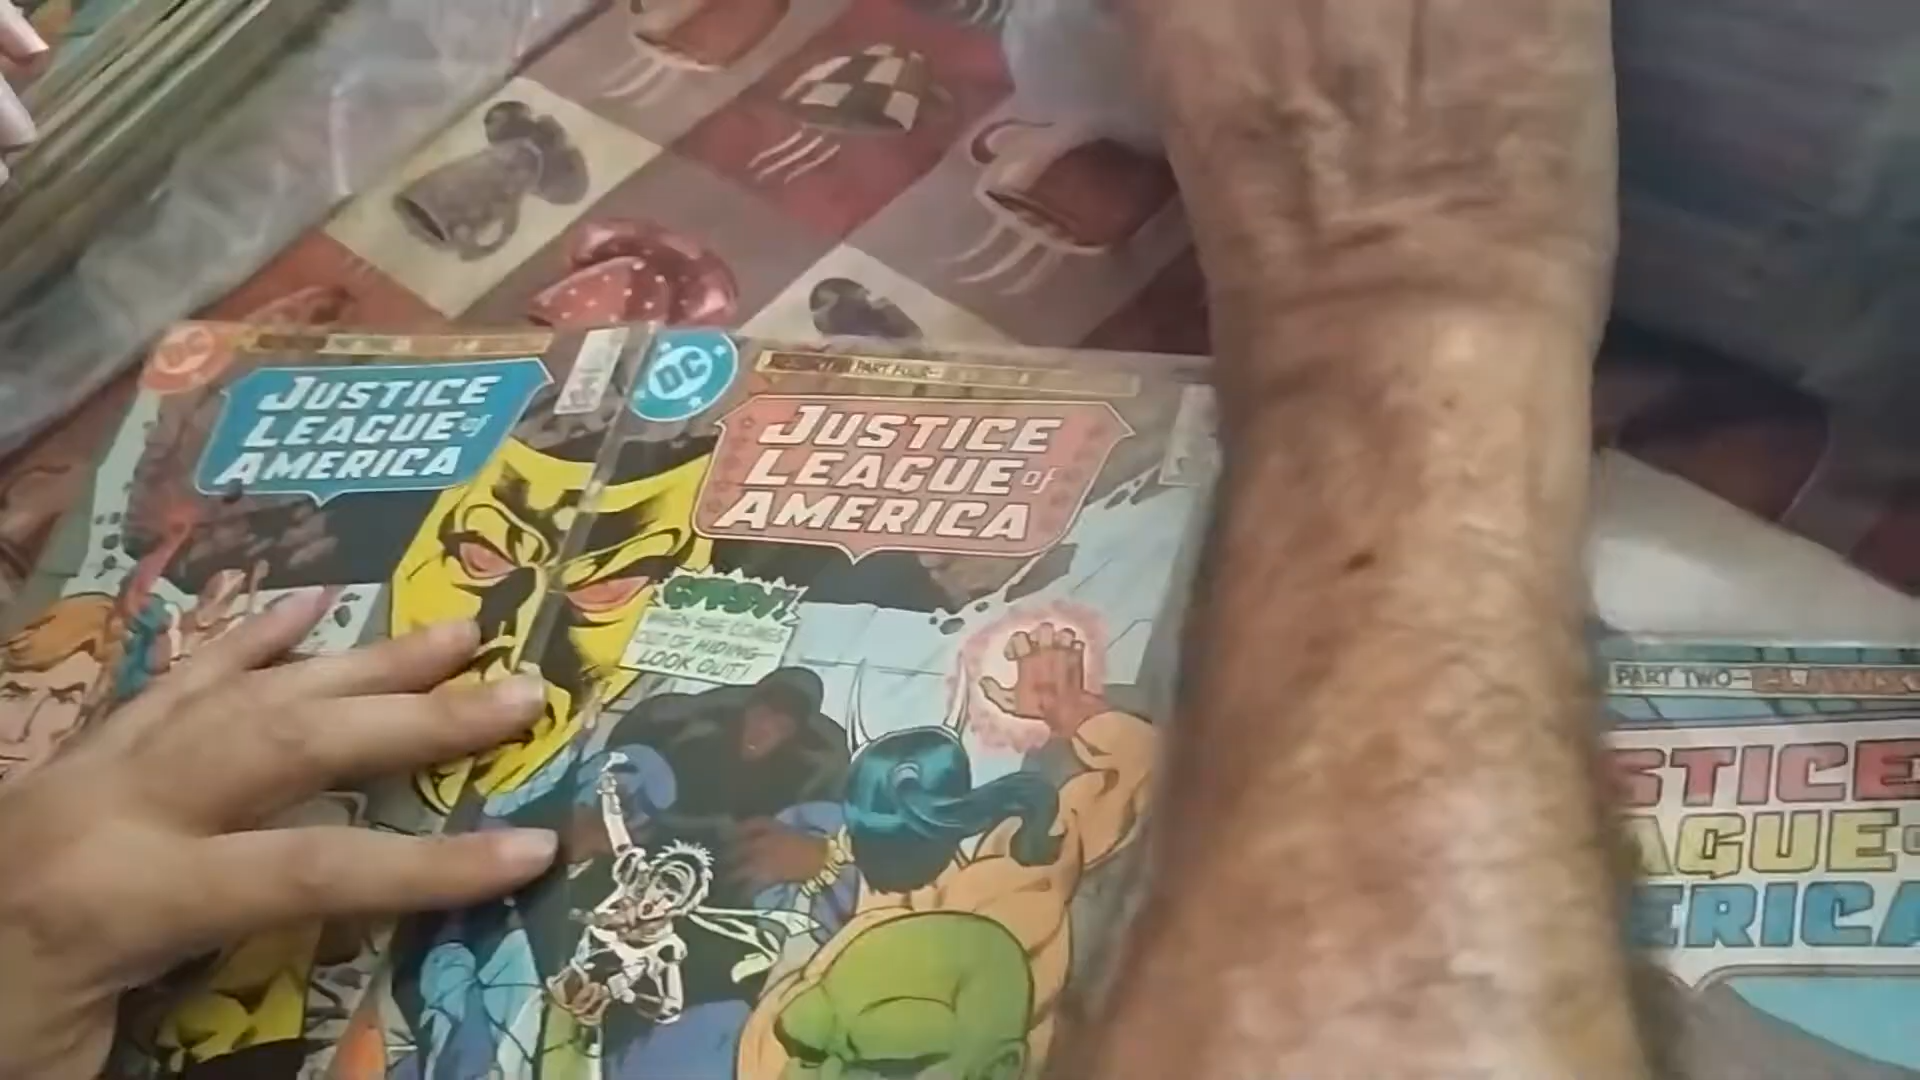 DC
JUSTICE
LEAGUE of
AMERICA
DC
PART FOUR-
JUSTICE
LEAGUE of
AMERICA
GYPSY!
WHEN SHE COMES
OUT OF HIDING-
LOOK OUT!
PART TWO-
STICE
AGUE
ERICA